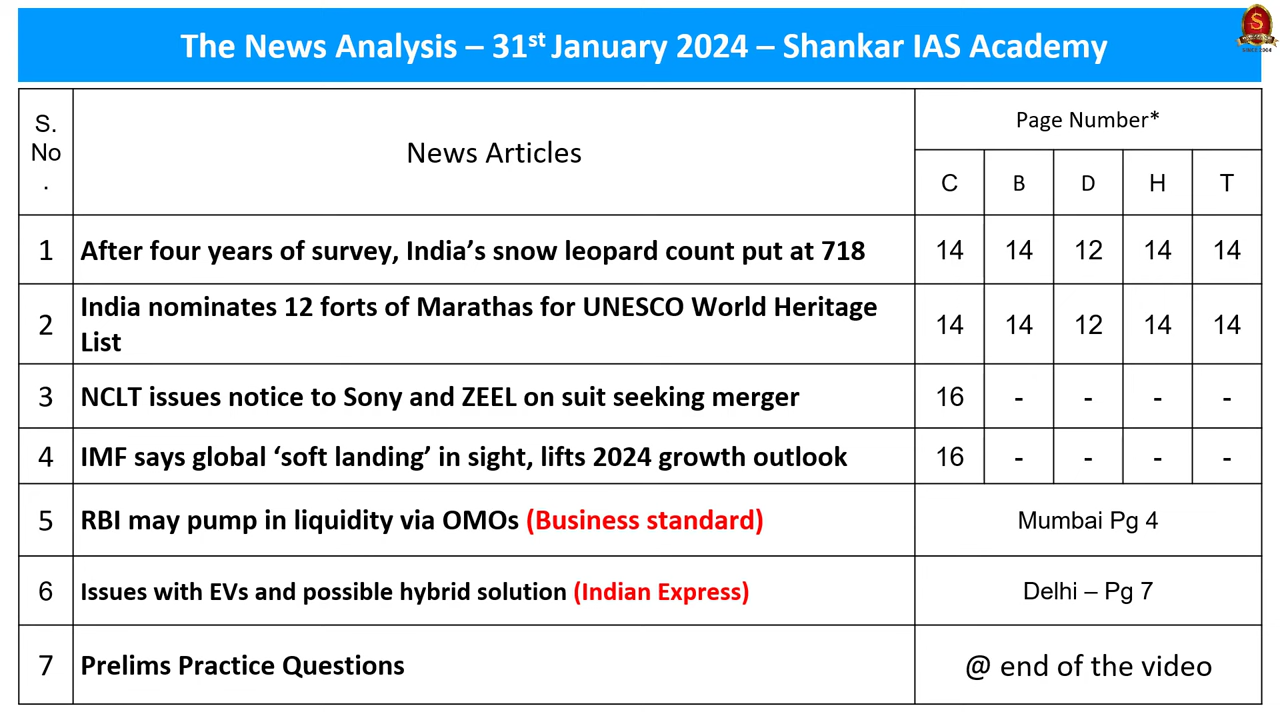 The News Analysis – 31st January 2024 – Shankar IAS Academy
S
SINCE 2004
S.
No
.
News Articles
Page Number*
C B D H T
1 After four years of survey, India's snow leopard count put at 718 14 14 12 14 14
2 India nominates 12 forts of Marathas for UNESCO World Heritage
List 14 14 12 14 14
3 NCLT issues notice to Sony and ZEEL on suit seeking merger 16 - - - -
4 IMF says global 'soft landing' in sight, lifts 2024 growth outlook 16 - - - -
5 RBI may pump in liquidity via OMOs (Business standard) Mumbai Pg 4
6 Issues with EVs and possible hybrid solution (Indian Express) Delhi – Pg 7
7 Prelims Practice Questions @ end of the video